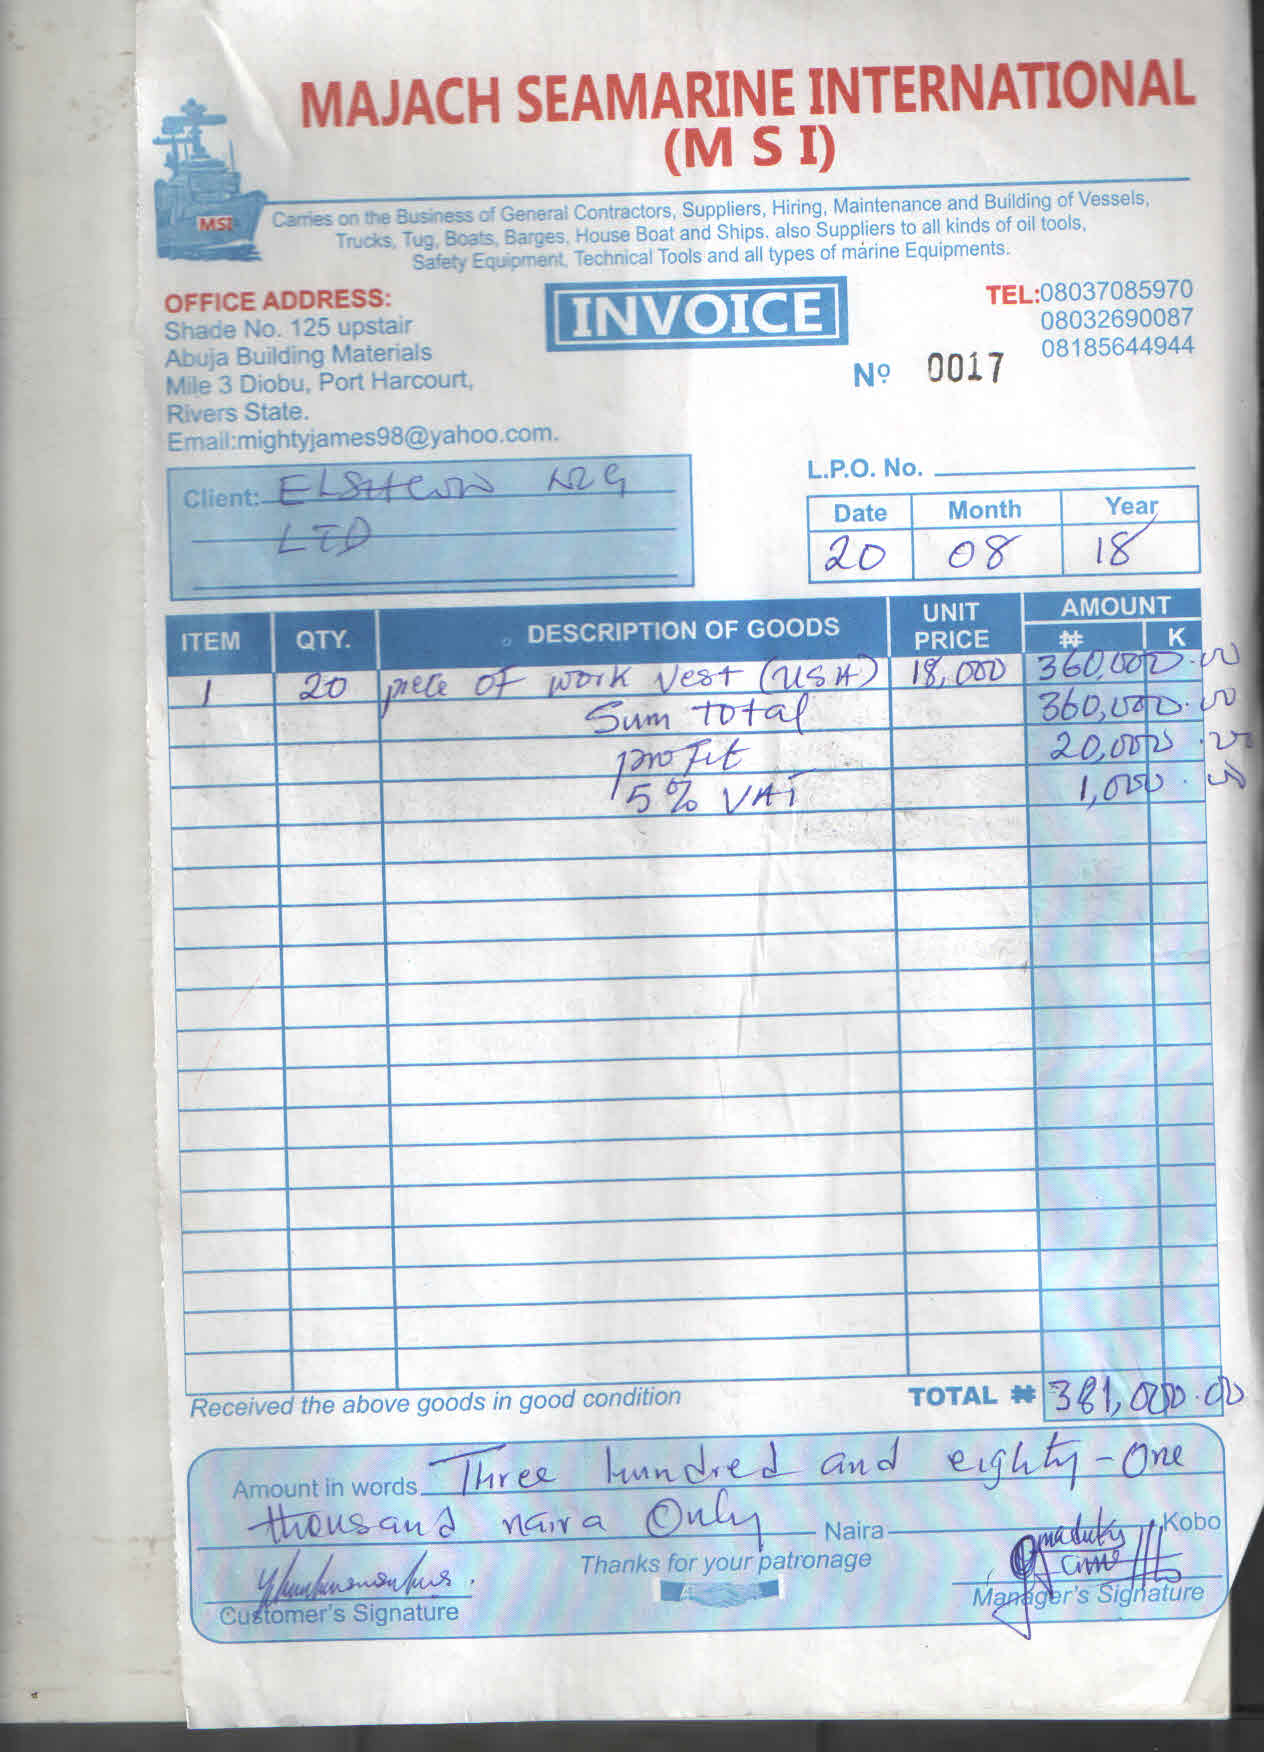 MAJACH SEAMARINE INTERNATIONAL
(M S I)
MSI
Carries on the Business of General Contractors, Suppliers, Hiring, Maintenance and Building of Vessels,
Trucks, Tug, Boats, Barges, House Boat and Ships. also Suppliers to all kinds of oil tools,
Safety Equipment, Technical Tools and all types of marine Equipments.
OFFICE ADDRESS:
Shade No. 125 upstair
Abuja Building Materials
Mile 3 Diobu, Port Harcourt,
Rivers State.
Email:mightyjames98@yahoo.com.
INVOICE
TEL:08037085970
08032690087
08185644944
Nº 0017
Client:
LTD
L.P.O. No.
Date Month Year
20 08 18
ITEM QTY. DESCRIPTION OF GOODS UNIT PRICE AMOUNT ₦ K
1 20 piece OF work vest (USA) 18,000 360,000.00
Sum total 360,000.00
profit 20,000.00
5% VAT 1,000.00
Received the above goods in good condition TOTAL ₦ 381,000.00
Amount in words Three hundred and eighty-One
thousand naira Only Naira Kobo
Thanks for your patronage
Customer's Signature
Manager's Signature